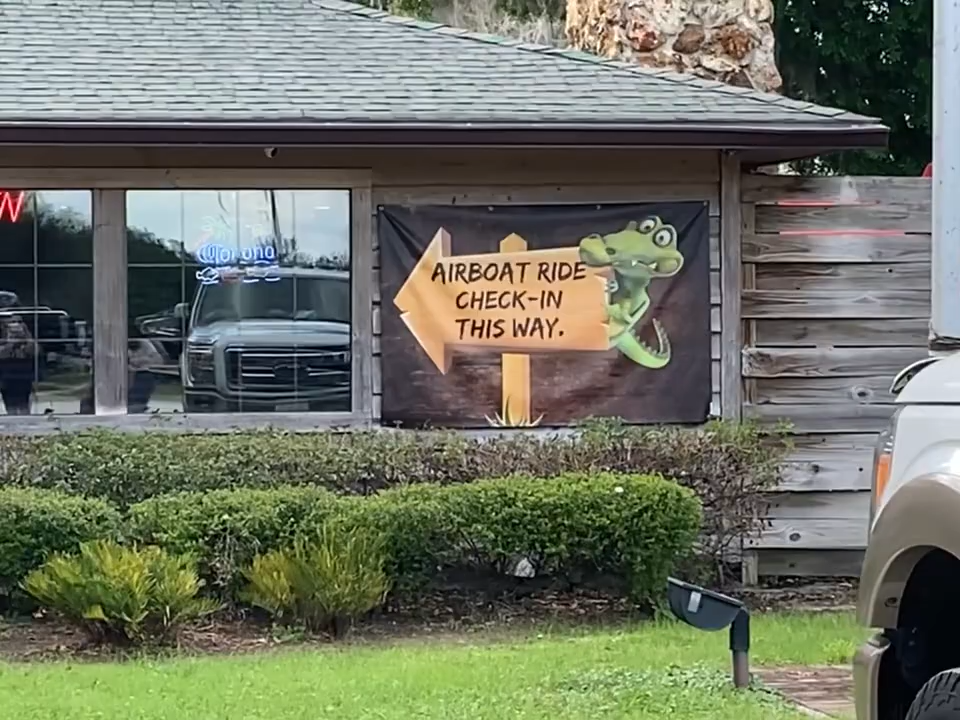 W
Corona
AIRBOAT RIDE
CHECK-IN
THIS WAY.